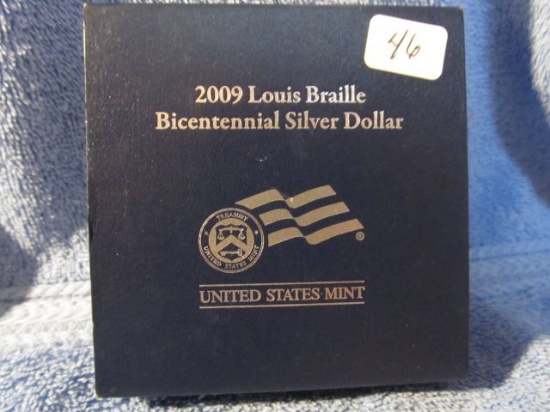 46
2009 Louis Braille
Bicentennial Silver Dollar
TREASURY
UNITED STATES MINT
®
UNITED STATES MINT